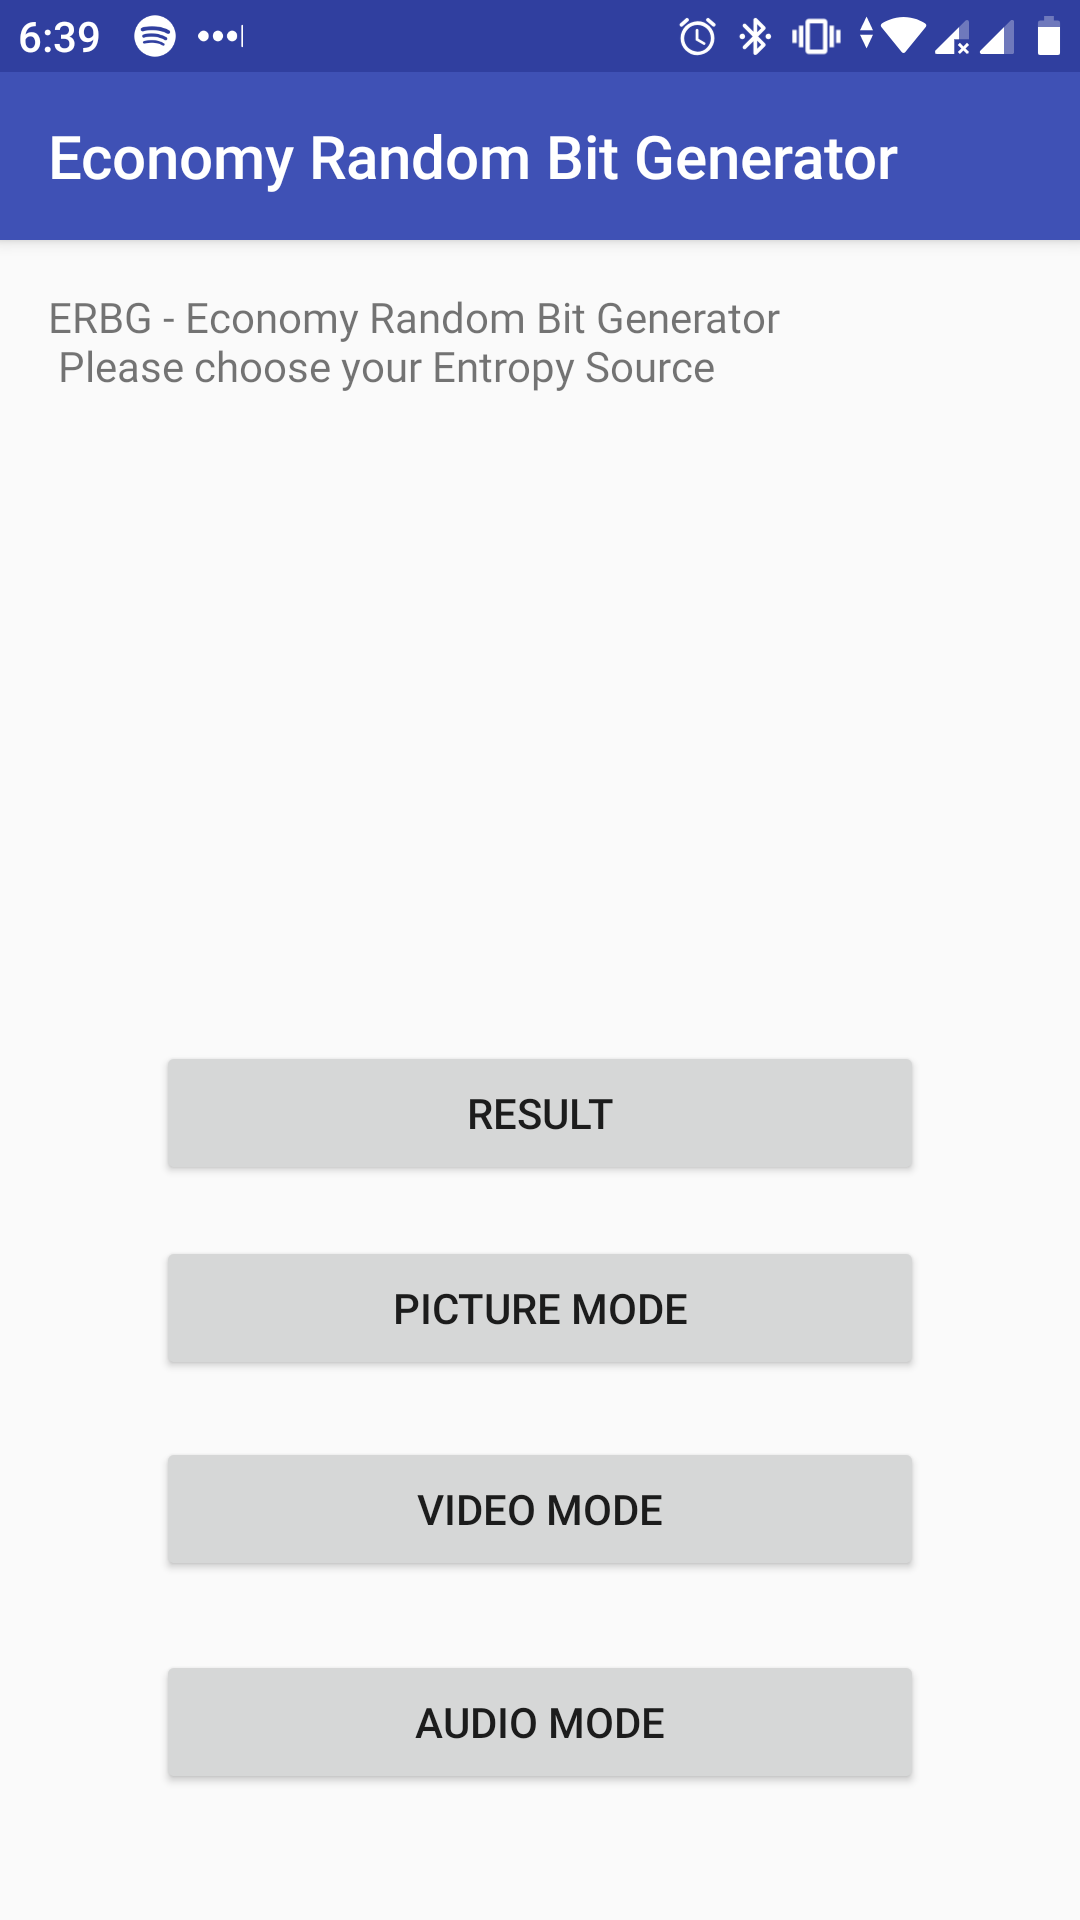 6:39
Economy Random Bit Generator
ERBG - Economy Random Bit Generator
Please choose your Entropy Source
RESULT
PICTURE MODE
VIDEO MODE
AUDIO MODE